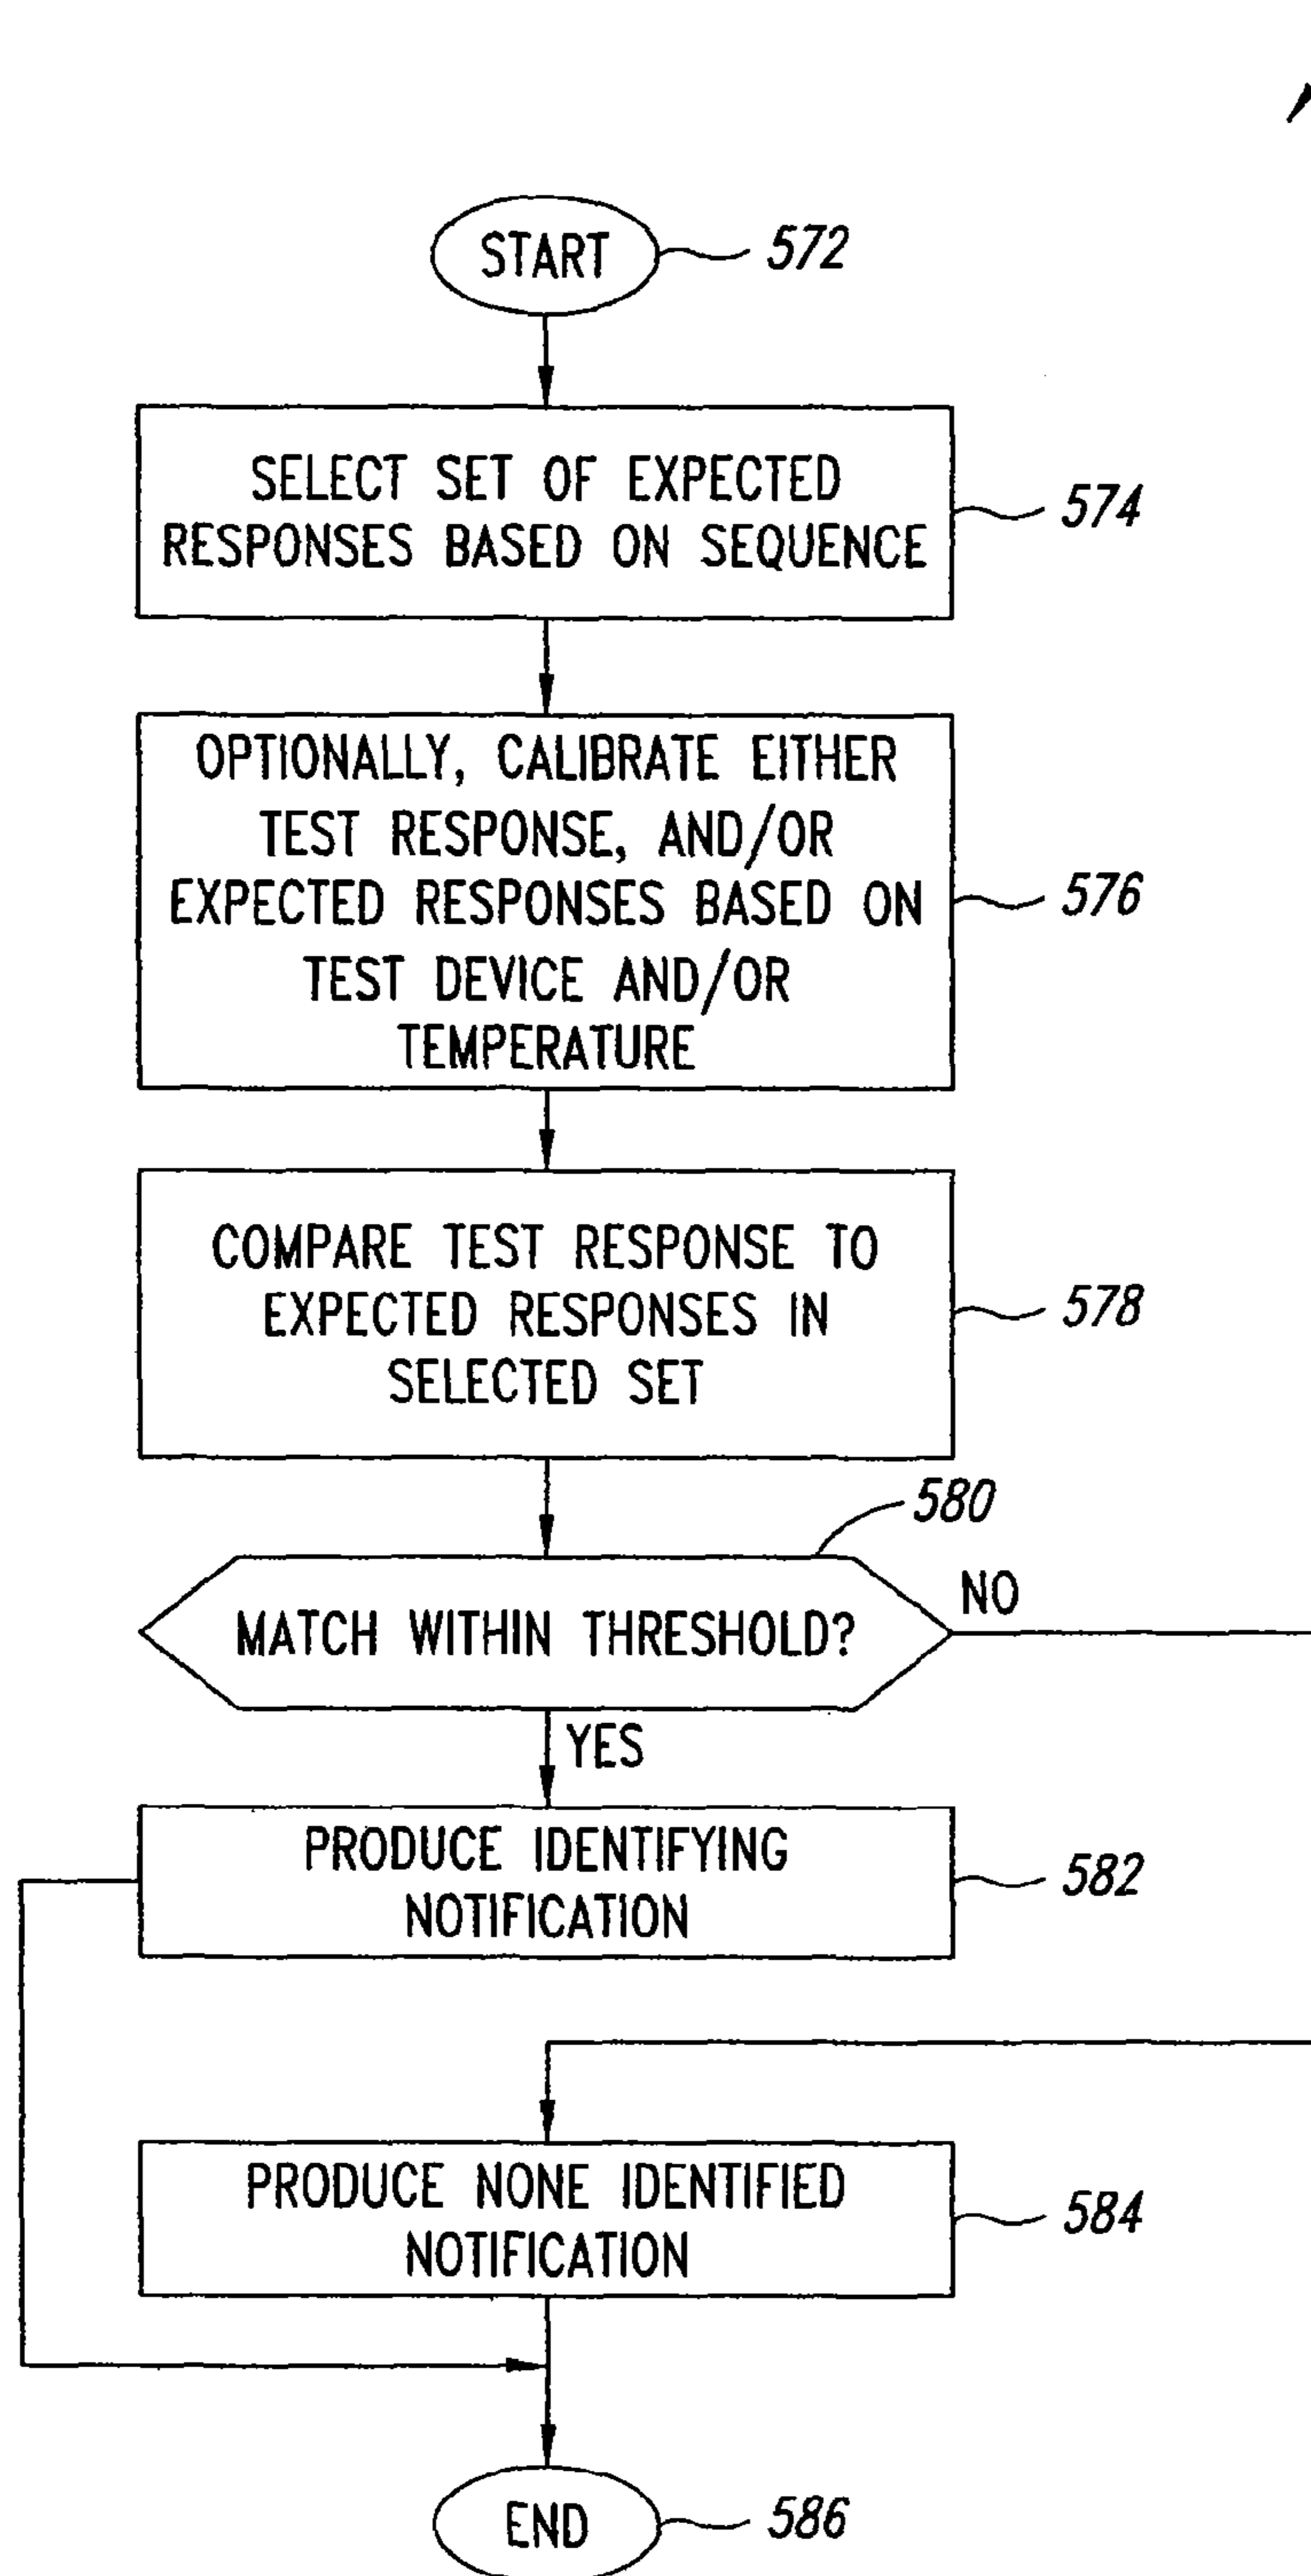 START
572
SELECT SET OF EXPECTED
RESPONSES BASED ON SEQUENCE
574
OPTIONALLY, CALIBRATE EITHER
TEST RESPONSE, AND/OR
EXPECTED RESPONSES BASED ON
TEST DEVICE AND/OR
TEMPERATURE
576
COMPARE TEST RESPONSE TO
EXPECTED RESPONSES IN
SELECTED SET
578
580
MATCH WITHIN THRESHOLD?
NO
YES
PRODUCE IDENTIFYING
NOTIFICATION
582
PRODUCE NONE IDENTIFIED
NOTIFICATION
584
END
586